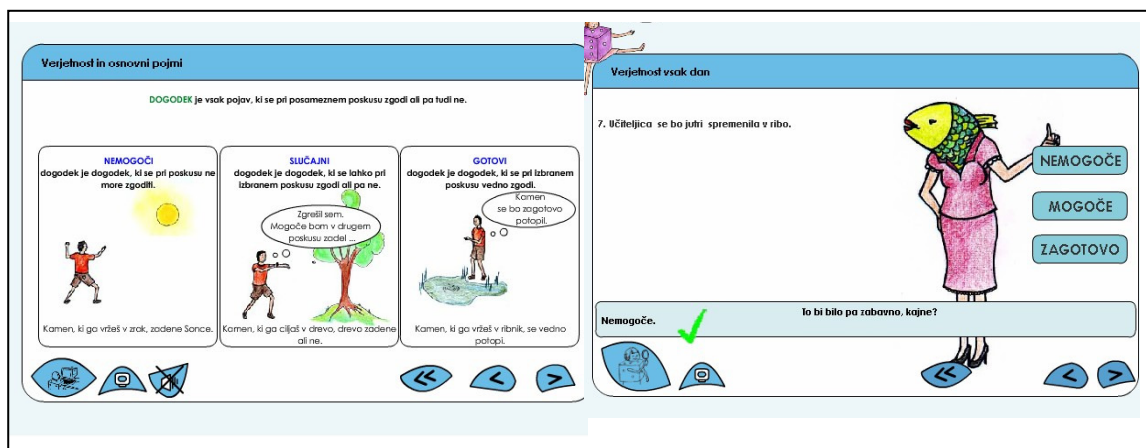 Verjetnost in osnovni pojmi
DOGODEK je vsak pojav, ki se pri posameznem poskusu zgodi ali pa tudi ne.
NEMOGOČI
dogodek je dogodek, ki se pri poskusu ne
more zgoditi.
Kamen, ki ga vržeš v zrak, zadene Sonce.
SLUČAJNI
dogodek je dogodek, ki se lahko pri
izbranem poskusu zgodi ali pa ne.
Zgrešil sem.
Mogoče bom v drugem
poskusu zadel ...
Kamen, ki ga ciljaš v drevo, drevo zadene
ali ne.
GOTOVI
dogodek je dogodek, ki se pri izbranem
poskusu vedno zgodi.
Kamen
se bo zagotovo
potopil.
Kamen, ki ga vržeš v ribnik, se vedno
potopi.
Verjetnost vsak dan
7. Učiteljica se bo jutri spremenila v ribo.
NEMOGOČE
MOGOČE
ZAGOTOVO
Nemogoče.
To bi bilo pa zabavno, kajne?